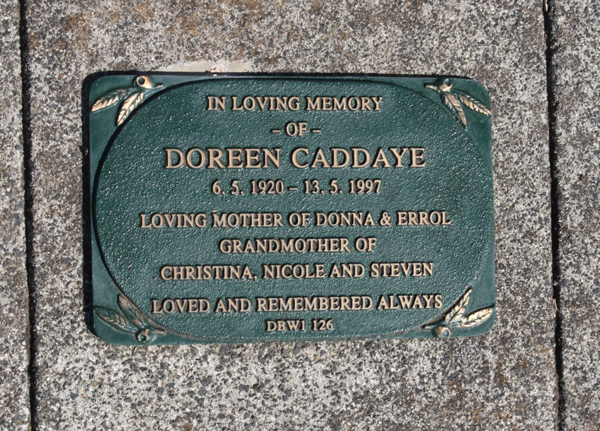 IN LOVING MEMORY
– OF –
DOREEN CADDAYE
6. 5. 1920 – 13. 5. 1997
LOVING MOTHER OF DONNA & ERROL
GRANDMOTHER OF
CHRISTINA, NICOLE AND STEVEN
LOVED AND REMEMBERED ALWAYS
DBW1 126